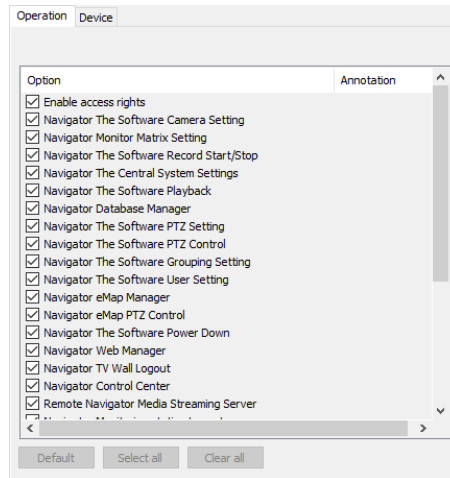 Operation Device
Option Annotation
Enable access rights
Navigator The Software Camera Setting
Navigator Monitor Matrix Setting
Navigator The Software Record Start/Stop
Navigator The Central System Settings
Navigator The Software Playback
Navigator Database Manager
Navigator The Software PTZ Setting
Navigator The Software PTZ Control
Navigator The Software Grouping Setting
Navigator The Software User Setting
Navigator eMap Manager
Navigator eMap PTZ Control
Navigator The Software Power Down
Navigator Web Manager
Navigator TV Wall Logout
Navigator Control Center
Remote Navigator Media Streaming Server
Default Select all Clear all